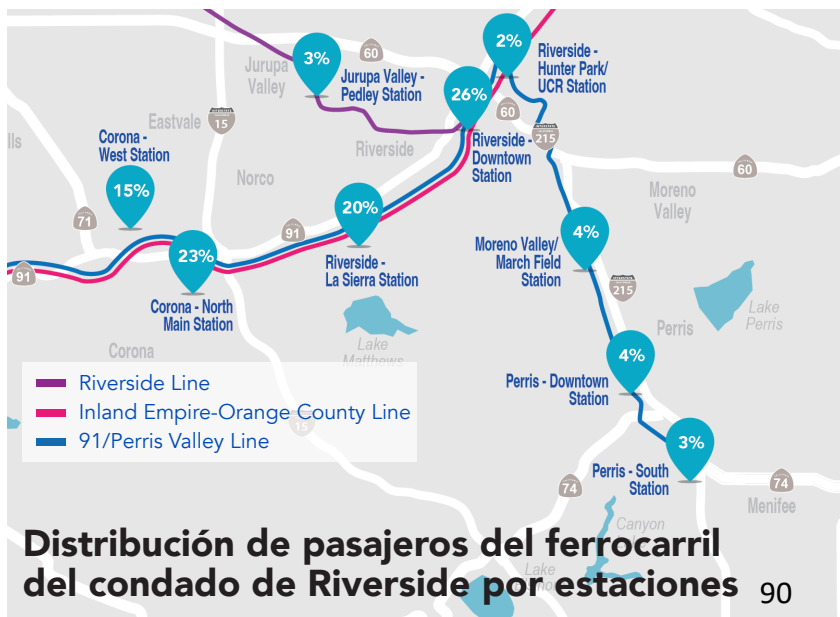 2%
Riverside -
Hunter Park/
UCR Station
60
3%
Jurupa
Valley
Jurupa Valley -
Pedley Station
26%
60
Eastvale
15
Corona -
West Station
lls
Riverside
Riverside -
Downtown
Station
215
60
15%
Norco
20%
Moreno
Valley
71
91
23%
4%
Moreno Valley/
March Field
Station
91
Riverside -
La Sierra Station
215
Corona - North
Main Station
Lake
Perris
Perris
Corona
Lake
Matthews
4%
Riverside Line
Inland Empire-Orange County Line
91/Perris Valley Line
15
Perris - Downtown
Station
3%
Perris - South
Station
74
74
Menifee
Canyon
Lake
Distribución de pasajeros del ferrocarril
del condado de Riverside por estaciones
90